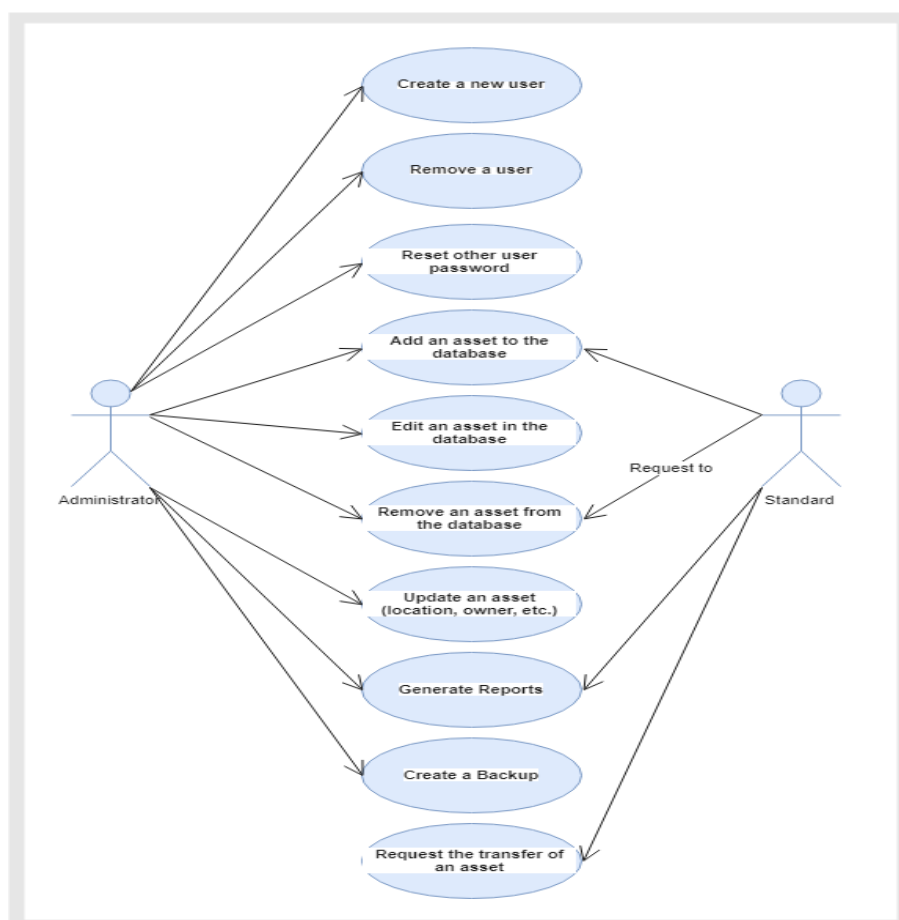 Create a new user
Remove a user
Reset other user
password
Add an asset to the
database
Edit an asset in the
database
Request to
Administrator
Standard
Remove an asset from
the database
Update an asset
(location, owner, etc.)
Generate Reports
Create a Backup
Request the transfer of
an asset